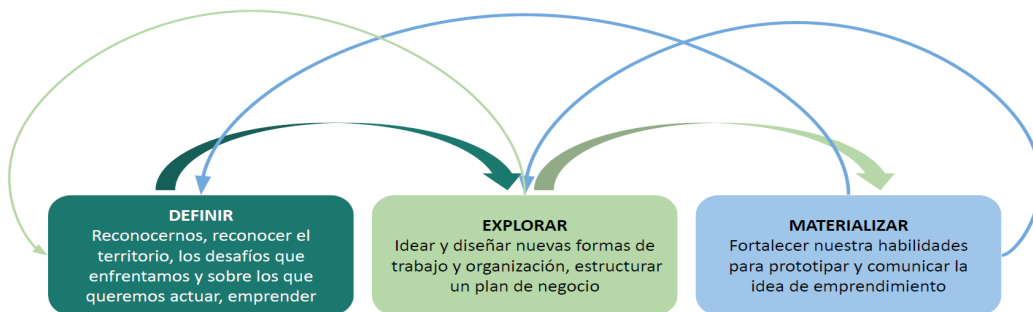 DEFINIR
Reconocernos, reconocer el
territorio, los desafíos que
enfrentamos y sobre los que
queremos actuar, emprender
EXPLORAR
Idear y diseñar nuevas formas de
trabajo y organización, estructurar
un plan de negocio
MATERIALIZAR
Fortalecer nuestra habilidades
para prototipar y comunicar la
idea de emprendimiento